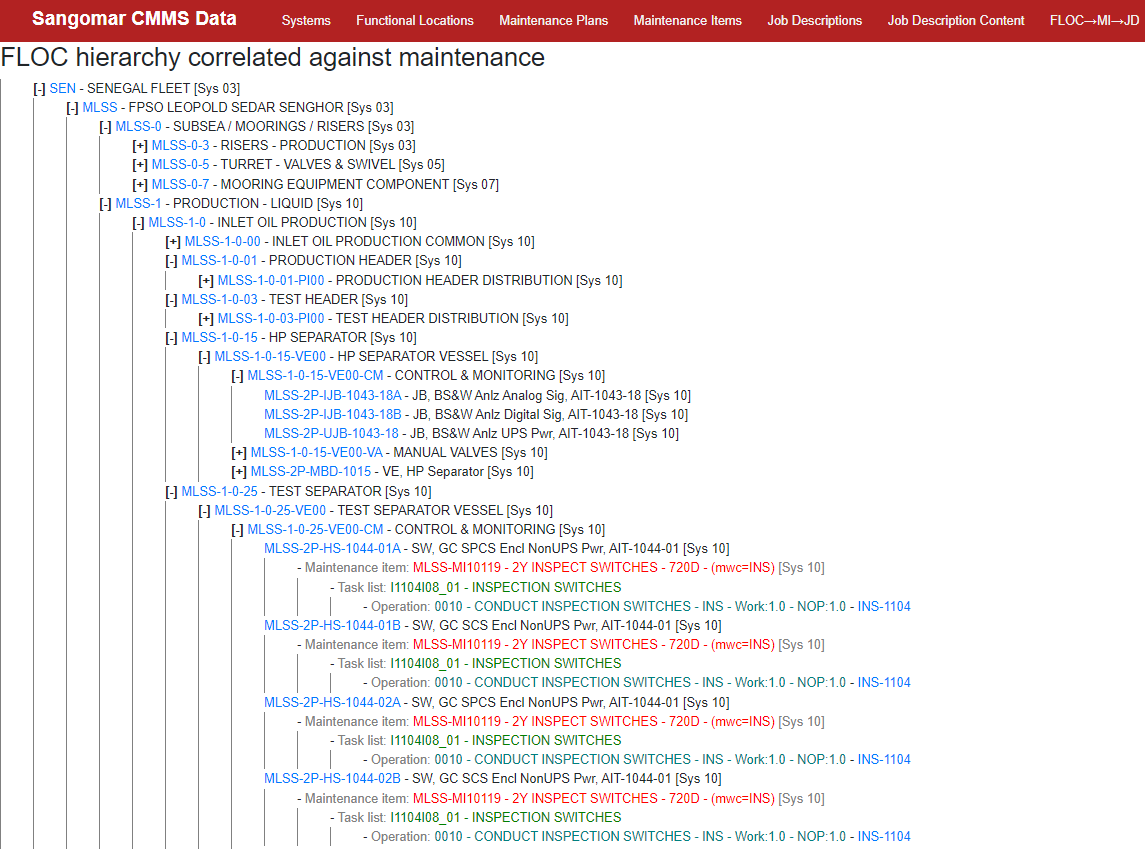 Sangomar CMMS Data Systems Functional Locations Maintenance Plans Maintenance Items Job Descriptions Job Description Content FLOC→MI→JD
FLOC hierarchy correlated against maintenance
[-] SEN - SENEGAL FLEET [Sys 03]
[-] MLSS - FPSO LEOPOLD SEDAR SENGHOR [Sys 03]
[-] MLSS-0 - SUBSEA / MOORINGS / RISERS [Sys 03]
[+] MLSS-0-3 - RISERS - PRODUCTION [Sys 03]
[+] MLSS-0-5 - TURRET - VALVES & SWIVEL [Sys 05]
[+] MLSS-0-7 - MOORING EQUIPMENT COMPONENT [Sys 07]
[-] MLSS-1 - PRODUCTION - LIQUID [Sys 10]
[-] MLSS-1-0 - INLET OIL PRODUCTION [Sys 10]
[+] MLSS-1-0-00 - INLET OIL PRODUCTION COMMON [Sys 10]
[-] MLSS-1-0-01 - PRODUCTION HEADER [Sys 10]
[+] MLSS-1-0-01-PI00 - PRODUCTION HEADER DISTRIBUTION [Sys 10]
[-] MLSS-1-0-03 - TEST HEADER [Sys 10]
[+] MLSS-1-0-03-PI00 - TEST HEADER DISTRIBUTION [Sys 10]
[-] MLSS-1-0-15 - HP SEPARATOR [Sys 10]
[-] MLSS-1-0-15-VE00 - HP SEPARATOR VESSEL [Sys 10]
[-] MLSS-1-0-15-VE00-CM - CONTROL & MONITORING [Sys 10]
MLSS-2P-IJB-1043-18A - JB, BS&W Anlz Analog Sig, AIT-1043-18 [Sys 10]
MLSS-2P-IJB-1043-18B - JB, BS&W Anlz Digital Sig, AIT-1043-18 [Sys 10]
MLSS-2P-UJB-1043-18 - JB, BS&W Anlz UPS Pwr, AIT-1043-18 [Sys 10]
[+] MLSS-1-0-15-VE00-VA - MANUAL VALVES [Sys 10]
[+] MLSS-2P-MBD-1015 - VE, HP Separator [Sys 10]
[-] MLSS-1-0-25 - TEST SEPARATOR [Sys 10]
[-] MLSS-1-0-25-VE00 - TEST SEPARATOR VESSEL [Sys 10]
[-] MLSS-1-0-25-VE00-CM - CONTROL & MONITORING [Sys 10]
MLSS-2P-HS-1044-01A - SW, GC SPCS Encl NonUPS Pwr, AIT-1044-01 [Sys 10]
- Maintenance item: MLSS-MI10119 - 2Y INSPECT SWITCHES - 720D - (mwc=INS) [Sys 10]
- Task list: I1104I08_01 - INSPECTION SWITCHES
- Operation: 0010 - CONDUCT INSPECTION SWITCHES - INS - Work:1.0 - NOP:1.0 - INS-1104
MLSS-2P-HS-1044-01B - SW, GC SCS Encl NonUPS Pwr, AIT-1044-01 [Sys 10]
- Maintenance item: MLSS-MI10119 - 2Y INSPECT SWITCHES - 720D - (mwc=INS) [Sys 10]
- Task list: I1104I08_01 - INSPECTION SWITCHES
- Operation: 0010 - CONDUCT INSPECTION SWITCHES - INS - Work:1.0 - NOP:1.0 - INS-1104
MLSS-2P-HS-1044-02A - SW, GC SPCS Encl NonUPS Pwr, AIT-1044-01 [Sys 10]
- Maintenance item: MLSS-MI10119 - 2Y INSPECT SWITCHES - 720D - (mwc=INS) [Sys 10]
- Task list: I1104I08_01 - INSPECTION SWITCHES
- Operation: 0010 - CONDUCT INSPECTION SWITCHES - INS - Work:1.0 - NOP:1.0 - INS-1104
MLSS-2P-HS-1044-02B - SW, GC SCS Encl NonUPS Pwr, AIT-1044-01 [Sys 10]
- Maintenance item: MLSS-MI10119 - 2Y INSPECT SWITCHES - 720D - (mwc=INS) [Sys 10]
- Task list: I1104I08_01 - INSPECTION SWITCHES
- Operation: 0010 - CONDUCT INSPECTION SWITCHES - INS - Work:1.0 - NOP:1.0 - INS-1104